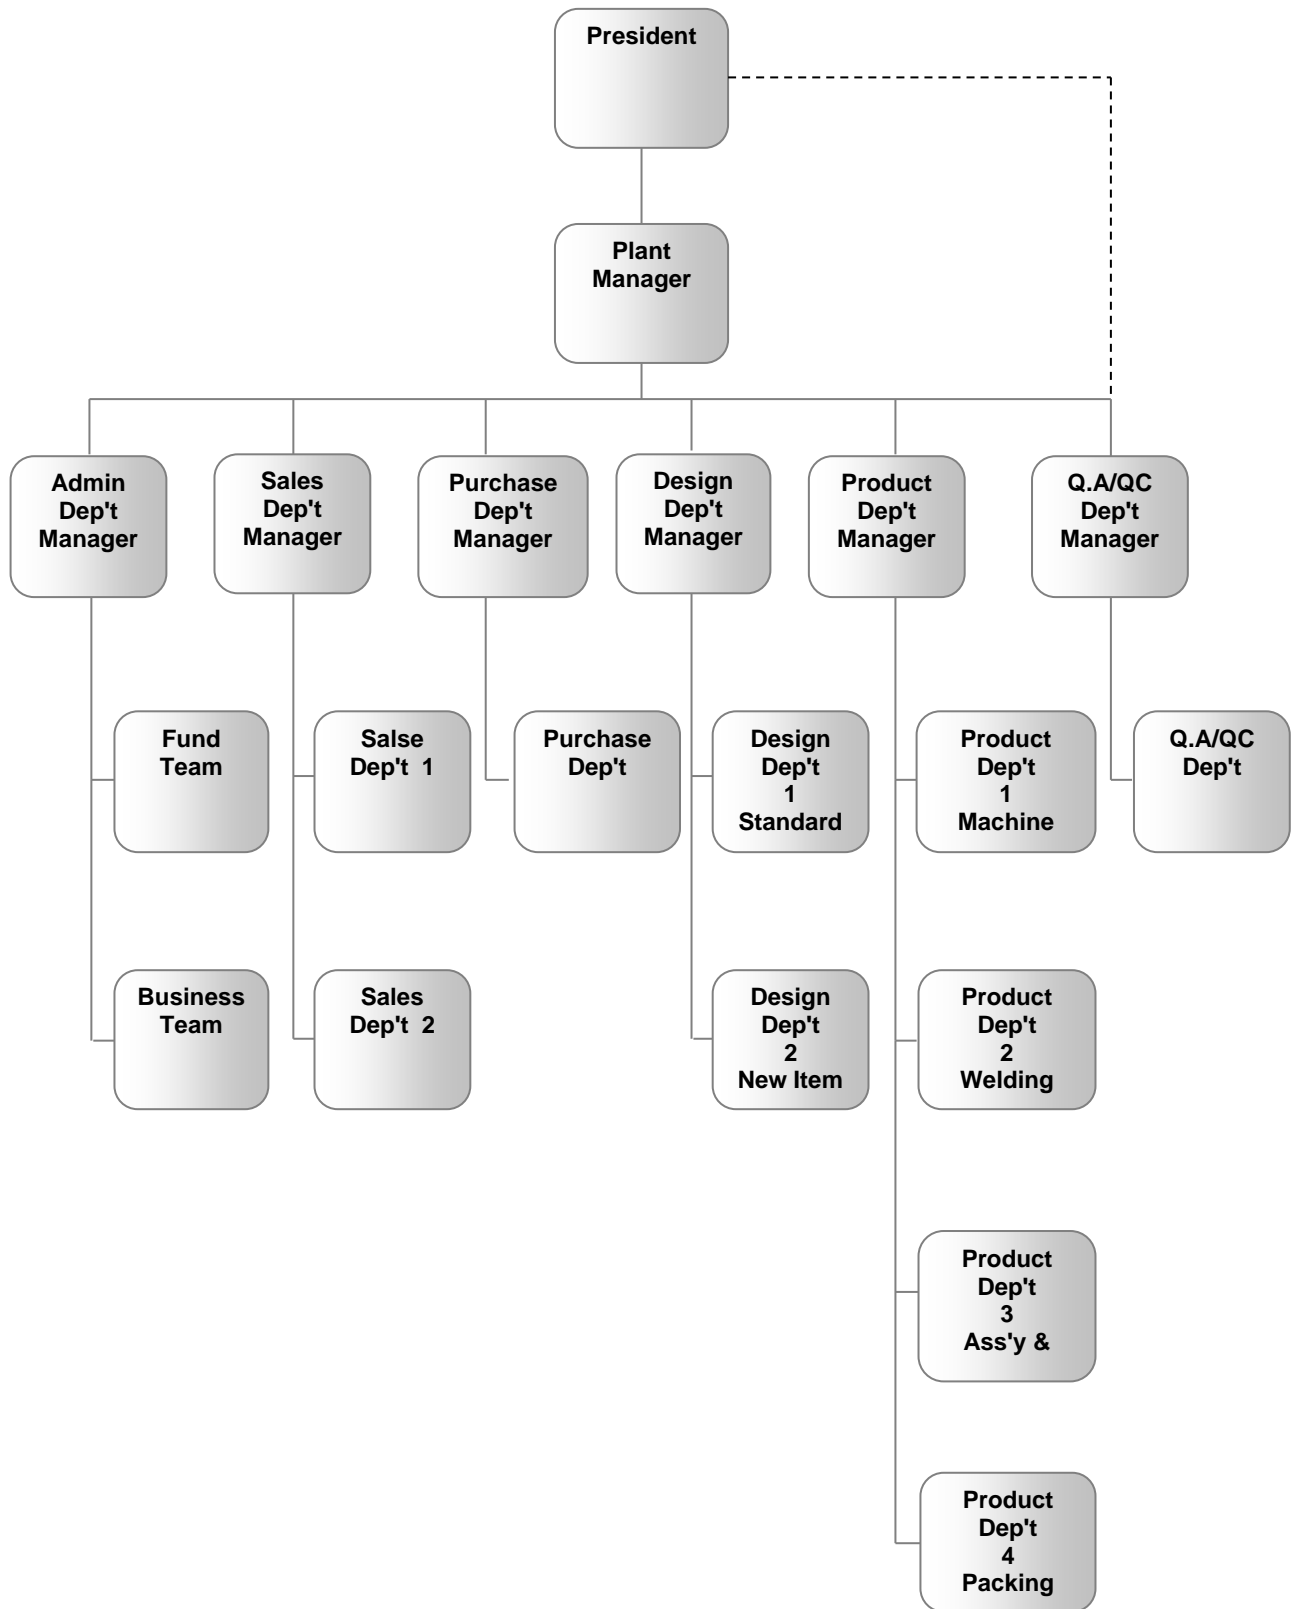 President
Plant
Manager
Admin
Dep't
Manager
Sales
Dep't
Manager
Purchase
Dep't
Manager
Design
Dep't
Manager
Product
Dep't
Manager
Q.A/QC
Dep't
Manager
Fund
Team
Salse
Dep't 1
Purchase
Dep't
Design
Dep't
1
Standard
Product
Dep't
1
Machine
Q.A/QC
Dep't
Business
Team
Sales
Dep't 2
Design
Dep't
2
New Item
Product
Dep't
2
Welding
Product
Dep't
3
Ass'y &
Product
Dep't
4
Packing